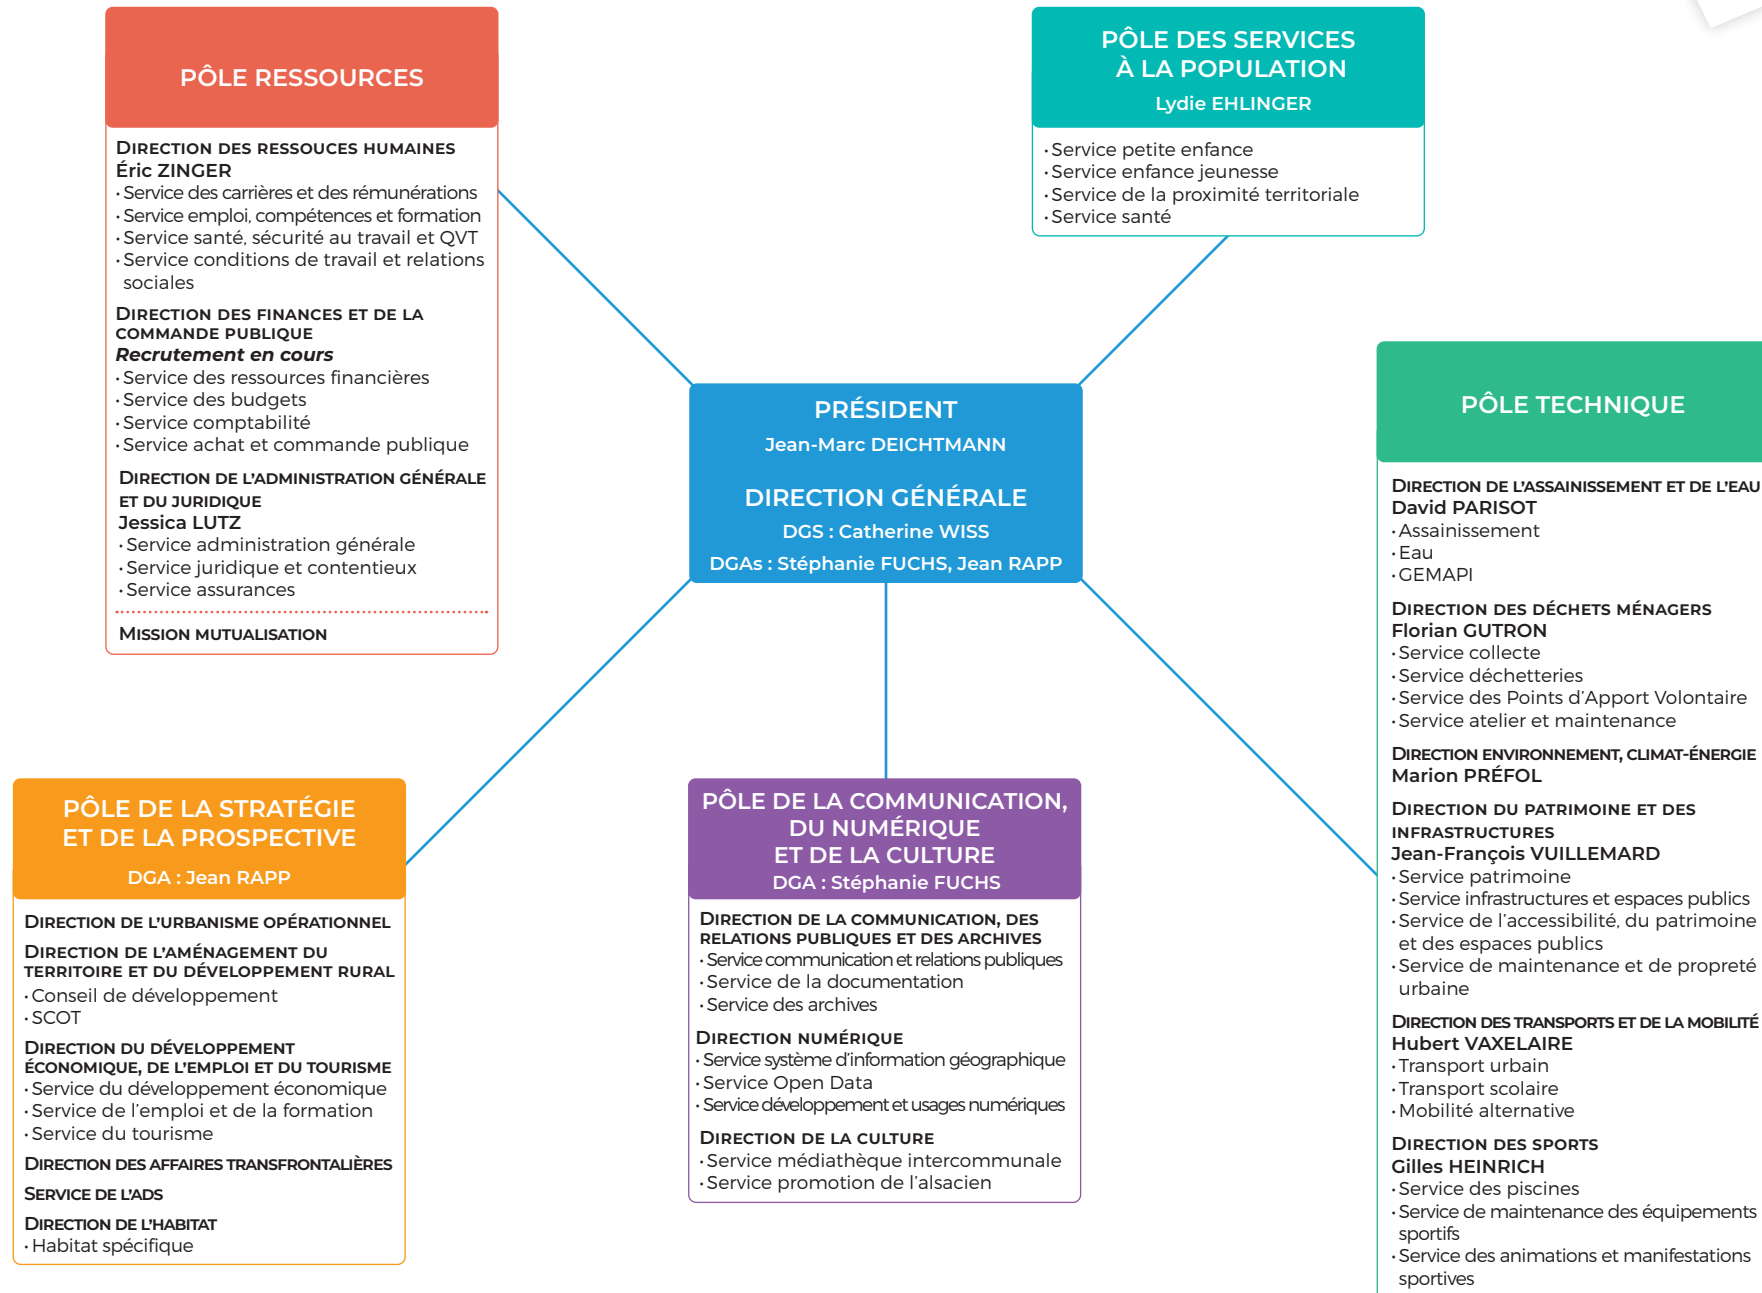 PÔLE RESSOURCES
DIRECTION DES RESSOUCES HUMAINES
Éric ZINGER
· Service des carrières et des rémunérations
· Service emploi, compétences et formation
· Service santé, sécurité au travail et QVT
· Service conditions de travail et relations
sociales
DIRECTION DES FINANCES ET DE LA
COMMANDE PUBLIQUE
Recrutement en cours
· Service des ressources financières
· Service des budgets
· Service comptabilité
· Service achat et commande publique
DIRECTION DE L'ADMINISTRATION GÉNÉRALE
ET DU JURIDIQUE
Jessica LUTZ
· Service administration générale
· Service juridique et contentieux
· Service assurances
MISSION MUTUALISATION
PÔLE DES SERVICES
À LA POPULATION
Lydie EHLINGER
· Service petite enfance
· Service enfance jeunesse
· Service de la proximité territoriale
· Service santé
PRÉSIDENT
Jean-Marc DEICHTMANN
DIRECTION GÉNÉRALE
DGS : Catherine WISS
DGAs : Stéphanie FUCHS, Jean RAPP
PÔLE TECHNIQUE
DIRECTION DE L'ASSAINISSEMENT ET DE L'EAU
David PARISOT
· Assainissement
· Eau
· GEMAPI
DIRECTION DES DÉCHETS MÉNAGERS
Florian GUTRON
· Service collecte
· Service déchetteries
· Service des Points d'Apport Volontaire
· Service atelier et maintenance
DIRECTION ENVIRONNEMENT, CLIMAT-ÉNERGIE
Marion PRÉFOL
DIRECTION DU PATRIMOINE ET DES
INFRASTRUCTURES
Jean-François VUILLEMARD
· Service patrimoine
· Service infrastructures et espaces publics
· Service de l'accessibilité, du patrimoine
et des espaces publics
· Service de maintenance et de propreté
urbaine
DIRECTION DES TRANSPORTS ET DE LA MOBILITÉ
Hubert VAXELAIRE
· Transport urbain
· Transport scolaire
· Mobilité alternative
DIRECTION DES SPORTS
Gilles HEINRICH
· Service des piscines
· Service de maintenance des équipements
sportifs
· Service des animations et manifestations
sportives
PÔLE DE LA STRATÉGIE
ET DE LA PROSPECTIVE
DGA : Jean RAPP
DIRECTION DE L'URBANISME OPÉRATIONNEL
DIRECTION DE L'AMÉNAGEMENT DU
TERRITOIRE ET DU DÉVELOPPEMENT RURAL
· Conseil de développement
· SCOT
DIRECTION DU DÉVELOPPEMENT
ÉCONOMIQUE, DE L'EMPLOI ET DU TOURISME
· Service du développement économique
· Service de l'emploi et de la formation
· Service du tourisme
DIRECTION DES AFFAIRES TRANSFRONTALIÈRES
SERVICE DE L'ADS
DIRECTION DE L'HABITAT
· Habitat spécifique
PÔLE DE LA COMMUNICATION,
DU NUMÉRIQUE
ET DE LA CULTURE
DGA : Stéphanie FUCHS
DIRECTION DE LA COMMUNICATION, DES
RELATIONS PUBLIQUES ET DES ARCHIVES
· Service communication et relations publiques
· Service de la documentation
· Service des archives
DIRECTION NUMÉRIQUE
· Service système d'information géographique
· Service Open Data
· Service développement et usages numériques
DIRECTION DE LA CULTURE
· Service médiathèque intercommunale
· Service promotion de l'alsacien